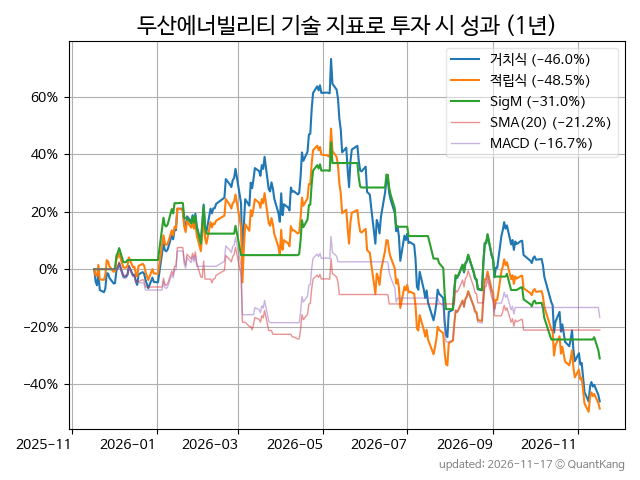 두산에너빌리티 기술 지표로 투자 시 성과 (1년)
거치식 (−46.0%)
적립식 (−48.5%)
SigM (−31.0%)
SMA(20) (−21.2%)
MACD (−16.7%)
60%
40%
20%
0%
−20%
−40%
2025-11 2026-01 2026-03 2026-05 2026-07 2026-09 2026-11
updated: 2026-11-17 © QuantKang